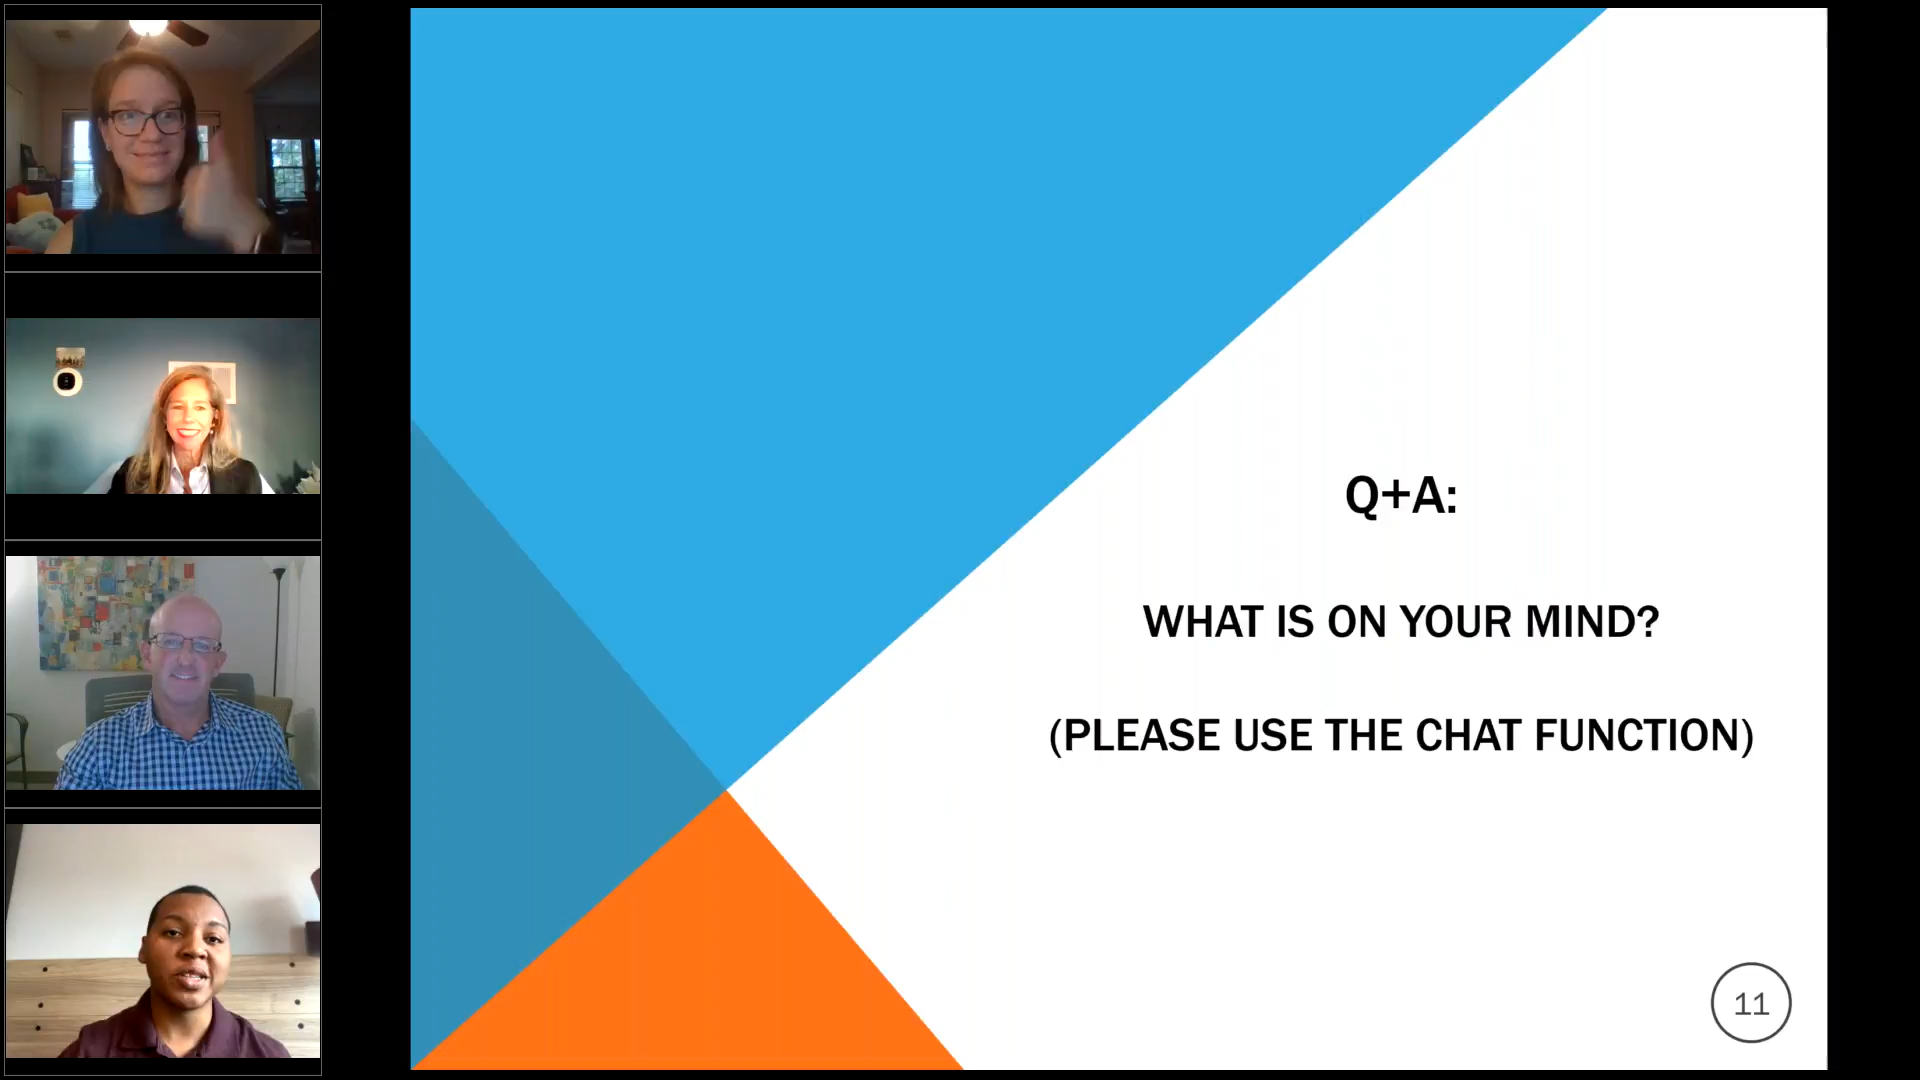 Q+A:
WHAT IS ON YOUR MIND?
(PLEASE USE THE CHAT FUNCTION)
11